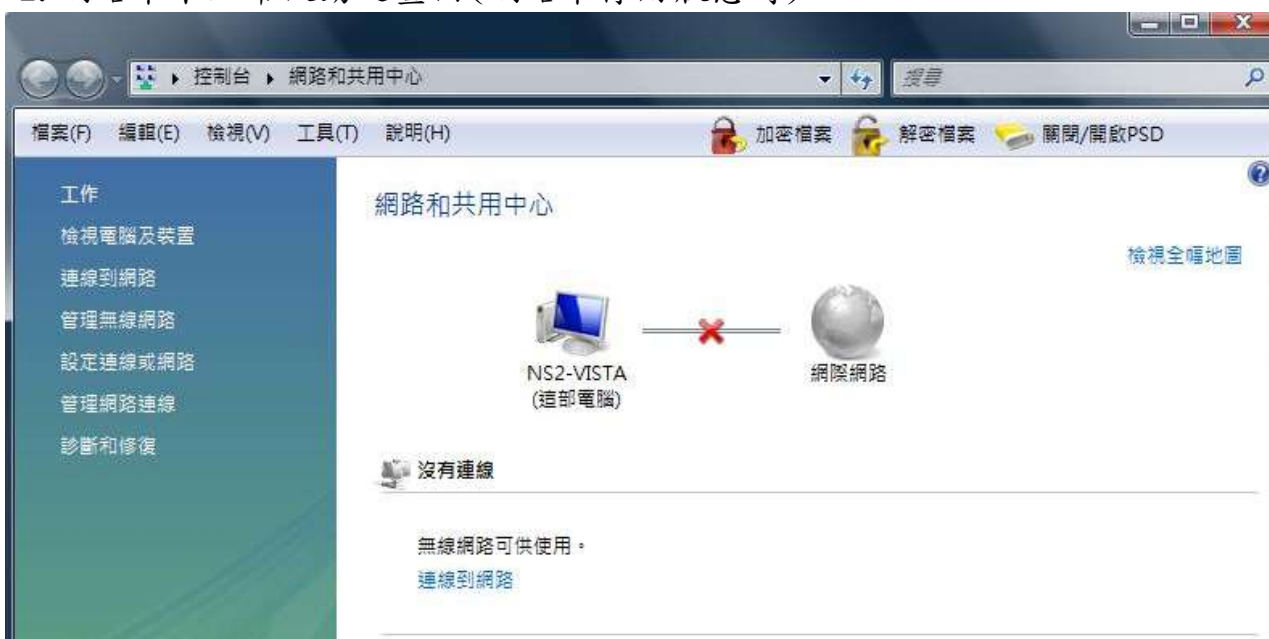 控制台 ▸ 網路和共用中心
搜尋
檔案(F) 編輯(E) 檢視(V) 工具(T) 說明(H)
加密檔案 解密檔案 關閉/開啟PSD
工作
檢視電腦及裝置
連線到網路
管理無線網路
設定連線或網路
管理網路連線
診斷和修復
網路和共用中心
檢視全幅地圖
NS2-VISTA
(這部電腦)
網際網路
沒有連線
無線網路可供使用。
連線到網路